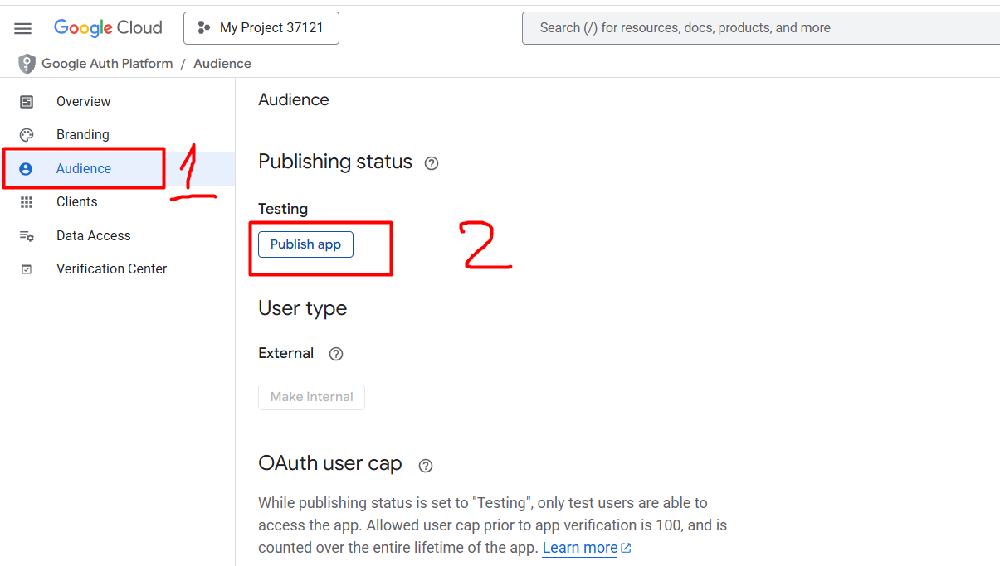 Google Cloud
My Project 37121
Search (/) for resources, docs, products, and more
Google Auth Platform / Audience
Overview
Branding
Audience
Clients
Data Access
Verification Center
1
Audience
Publishing status
Testing
Publish app
2
User type
External
Make internal
OAuth user cap
While publishing status is set to "Testing", only test users are able to
access the app. Allowed user cap prior to app verification is 100, and is
counted over the entire lifetime of the app. Learn more